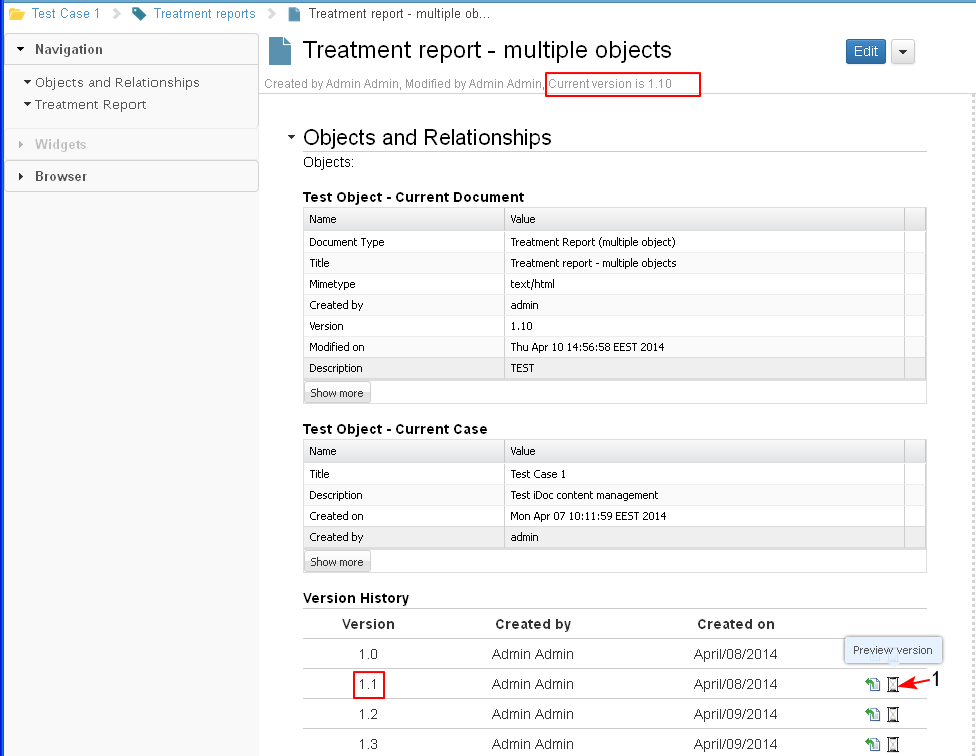 Test Case 1 Treatment reports Treatment report - multiple ob...
Navigation
Objects and Relationships
Treatment Report
Widgets
Browser
Treatment report - multiple objects
Edit
Created by Admin Admin, Modified by Admin Admin, Current version is 1.10
Objects and Relationships
Objects:
Test Object - Current Document
Name Value
Document Type Treatment Report (multiple object)
Title Treatment report - multiple objects
Mimetype text/html
Created by admin
Version 1.10
Modified on Thu Apr 10 14:56:58 EEST 2014
Description TEST
Show more
Test Object - Current Case
Name Value
Title Test Case 1
Description Test iDoc content management
Created on Mon Apr 07 10:11:59 EEST 2014
Created by admin
Show more
Version History
Version Created by Created on
1.0 Admin Admin April/08/2014
Preview version
1.1 Admin Admin April/08/2014 1
1.2 Admin Admin April/09/2014
1.3 Admin Admin April/09/2014